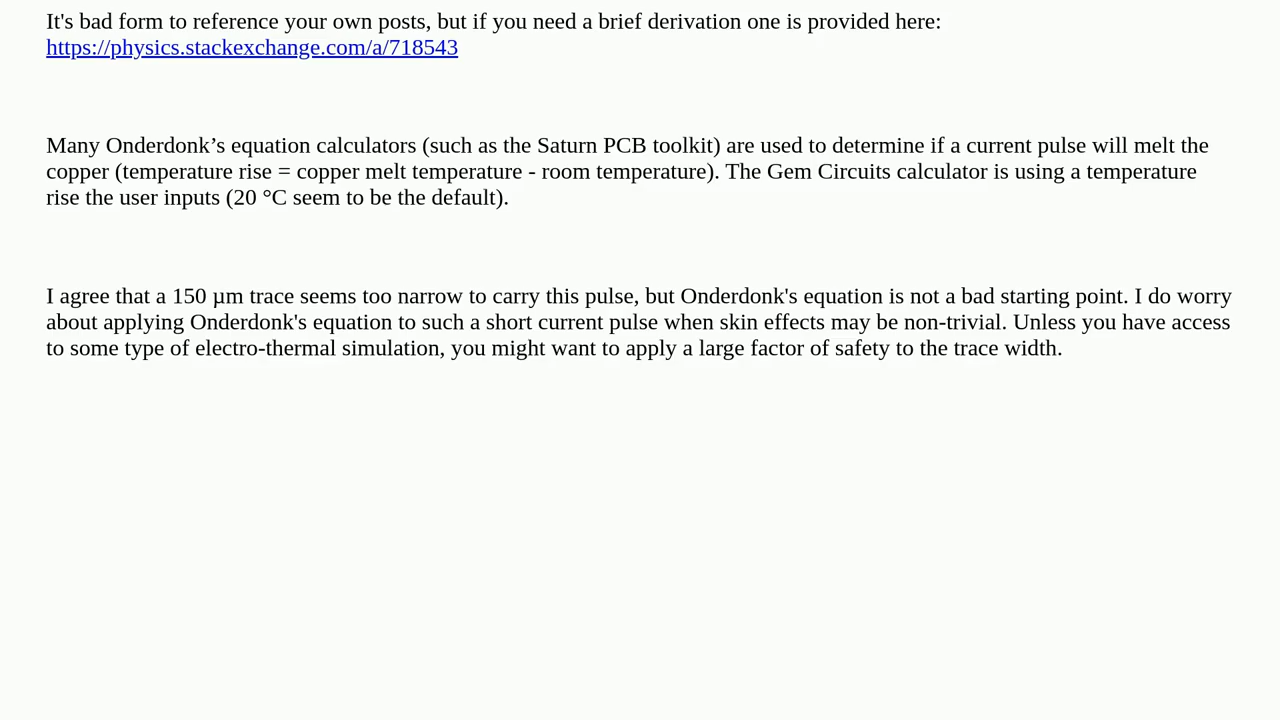 It's bad form to reference your own posts, but if you need a brief derivation one is provided here:
https://physics.stackexchange.com/a/718543
Many Onderdonk’s equation calculators (such as the Saturn PCB toolkit) are used to determine if a current pulse will melt the
copper (temperature rise = copper melt temperature - room temperature). The Gem Circuits calculator is using a temperature
rise the user inputs (20 °C seem to be the default).
I agree that a 150 µm trace seems too narrow to carry this pulse, but Onderdonk's equation is not a bad starting point. I do worry
about applying Onderdonk's equation to such a short current pulse when skin effects may be non-trivial. Unless you have access
to some type of electro-thermal simulation, you might want to apply a large factor of safety to the trace width.